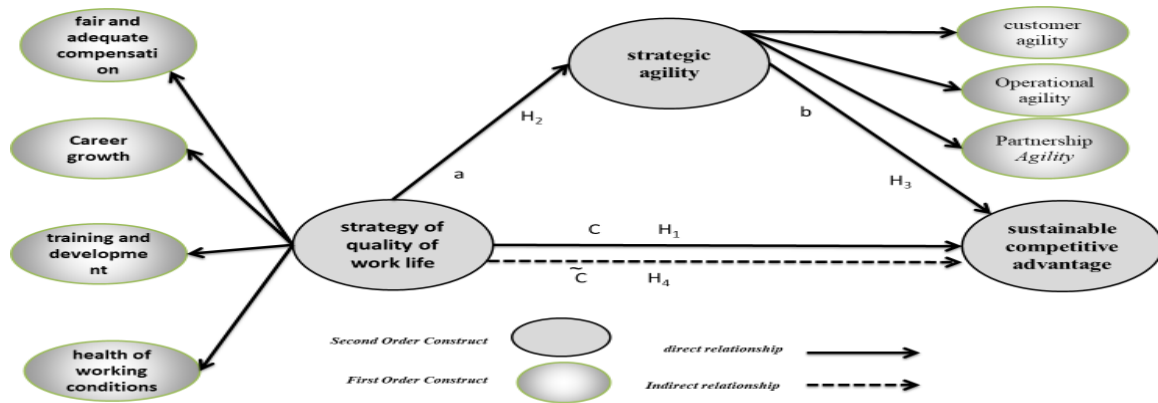 fair and
adequate
compensati
on
Career
growth
training and
developme
nt
health of
working
conditions
strategy of
quality of
work life
strategic
agility
customer
agility
Operational
agility
Partnership
Agility
sustainable
competitive
advantage
H2
a
b
H3
C H1
C̃ H4
Second Order Construct
First Order Construct
direct relationship
Indirect relationship